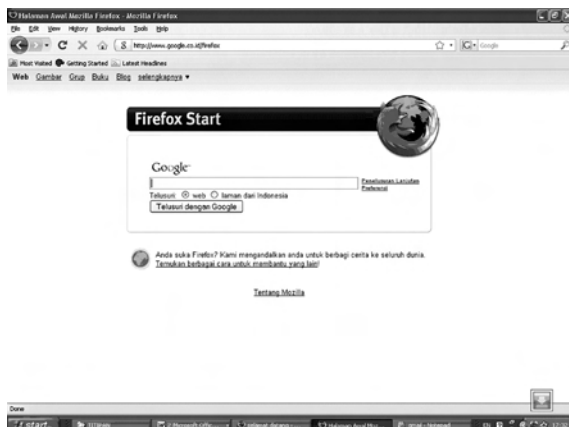 Halaman Awal Mozilla Firefox - Mozilla Firefox
File Edit View History Bookmarks Tools Help
http://www.google.co.id/firefox
Google
Most Visited Getting Started Latest Headlines
Web Gambar Grup Buku Blog selengkapnya ▼
Firefox Start
Google
Penelusuran Lanjutan
Preferensi
Telusuri: web laman dari Indonesia
Telusuri dengan Google
Anda suka Firefox? Kami mengandalkan anda untuk berbagi cerita ke seluruh dunia.
Temukan berbagai cara untuk membantu yang lain!
Tentang Mozilla
Done
start